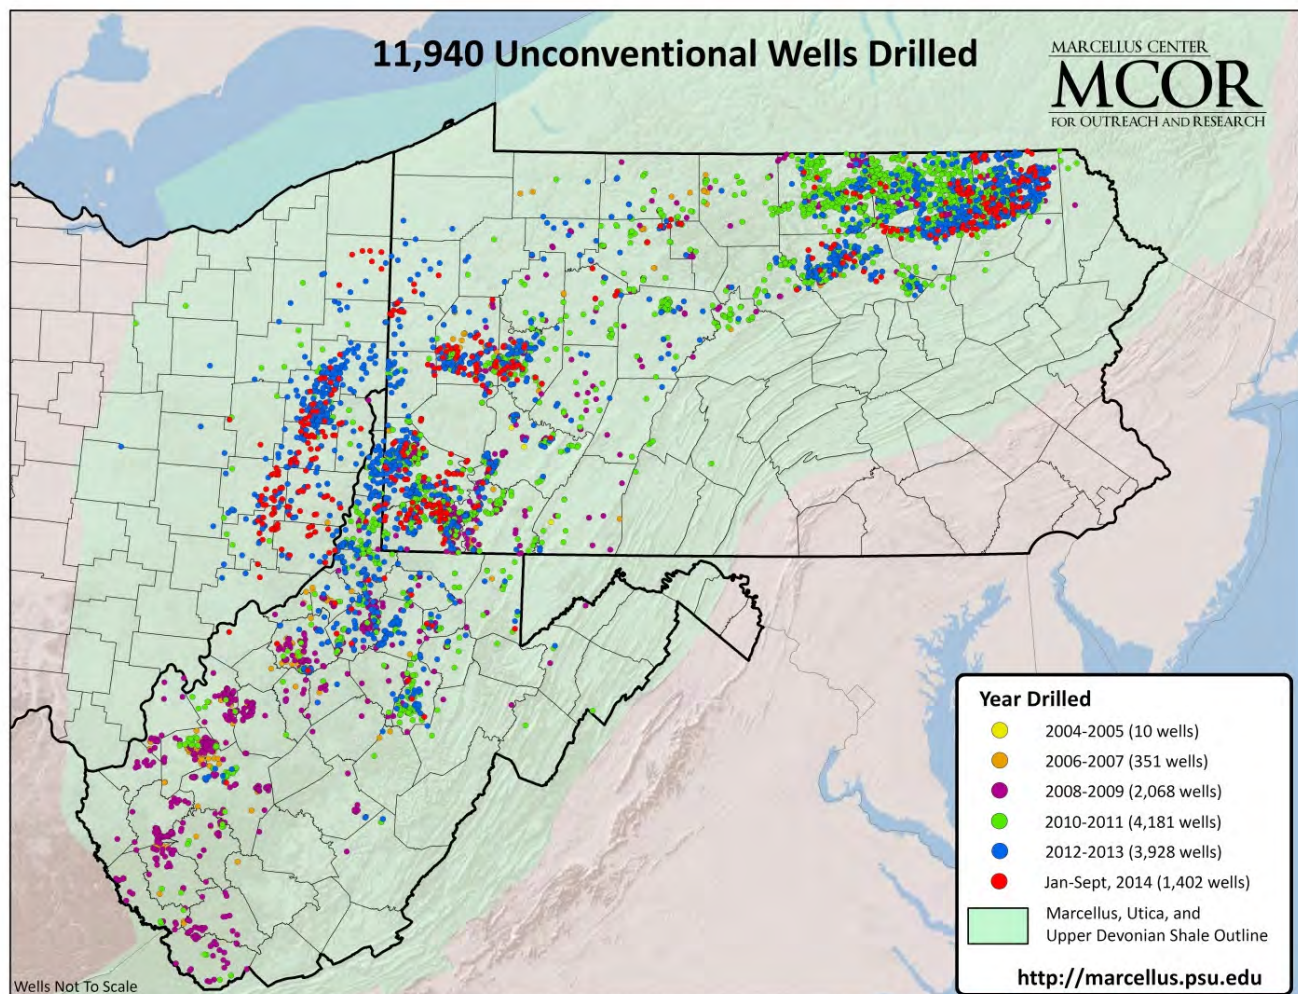 11,940 Unconventional Wells Drilled
MARCELLUS CENTER
MCOR
FOR OUTREACH AND RESEARCH
Year Drilled
2004-2005 (10 wells)
2006-2007 (351 wells)
2008-2009 (2,068 wells)
2010-2011 (4,181 wells)
2012-2013 (3,928 wells)
Jan-Sept, 2014 (1,402 wells)
Marcellus, Utica, and
Upper Devonian Shale Outline
http://marcellus.psu.edu
Wells Not To Scale